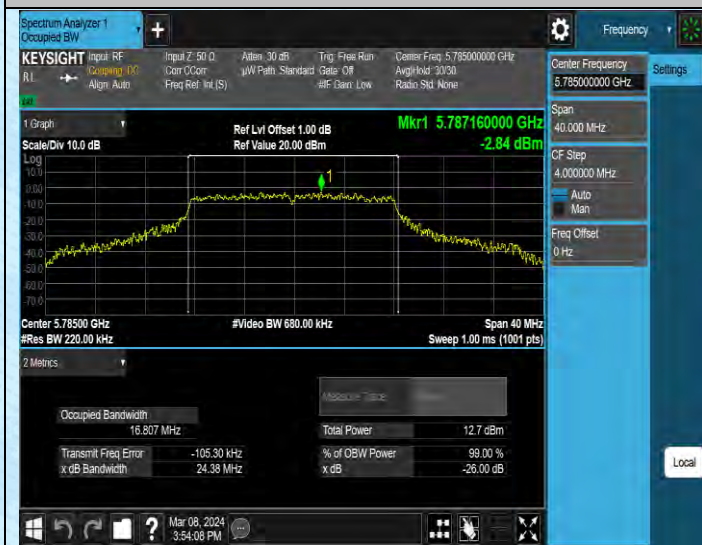 Spectrum Analyzer 1
Occupied BW
Frequency
KEYSIGHT
Input: RF
Coupling: DC
Align: Auto
Input Z: 50 Ω
Corr CCorr
Freq Ref: Int (S)
Atten: 30 dB
µW Path: Standard
Trig: Free Run
Gate: Off
#IF Gain: Low
Center Freq: 5.785000000 GHz
Avg|Hold: 30/30
Radio Std: None
Center Frequency
5.785000000 GHz
Settings
Span
40.000 MHz
CF Step
4.000000 MHz
Auto
Man
Freq Offset
0 Hz
1 Graph
Scale/Div 10.0 dB
Ref Lvl Offset 1.00 dB
Ref Value 20.00 dBm
Mkr1 5.787160000 GHz
-2.84 dBm
Log
10.0
0.00
-10.0
-20.0
-30.0
-40.0
-50.0
-60.0
-70.0
1
Center 5.78500 GHz
#Res BW 220.00 kHz
#Video BW 680.00 kHz
Span 40 MHz
Sweep 1.00 ms (1001 pts)
2 Metrics
Measure Trace
Occupied Bandwidth
16.807 MHz
Total Power 12.7 dBm
Transmit Freq Error -105.30 kHz
% of OBW Power 99.00 %
x dB Bandwidth 24.38 MHz
x dB -26.00 dB
Local
Mar 08, 2024
3:54:08 PM